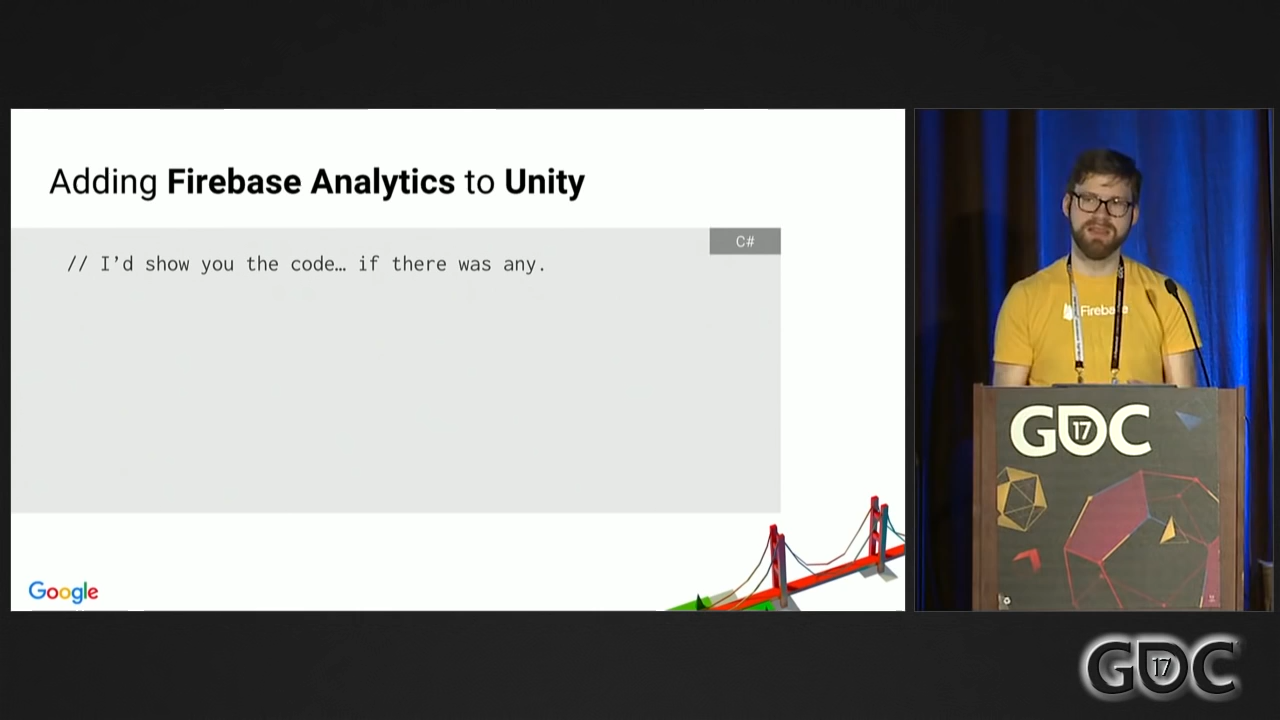 Adding Firebase Analytics to Unity
C#
// I’d show you the code… if there was any.
Google
Firebase
GDC
17
GDC
17